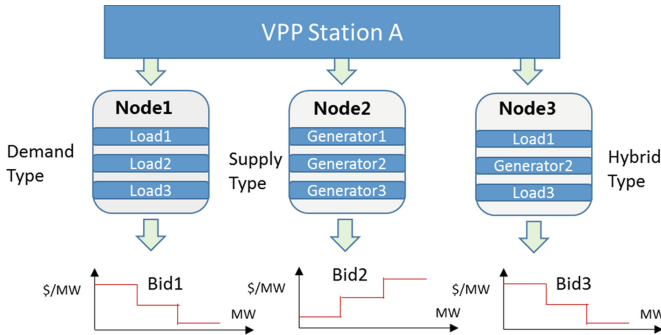 VPP Station A
Node1
Load1
Load2
Load3
Demand
Type
Node2
Generator1
Generator2
Generator3
Supply
Type
Node3
Load1
Generator2
Load3
Hybrid
Type
$/MW
Bid1
MW
$/MW
Bid2
MW
$/MW
Bid3
MW